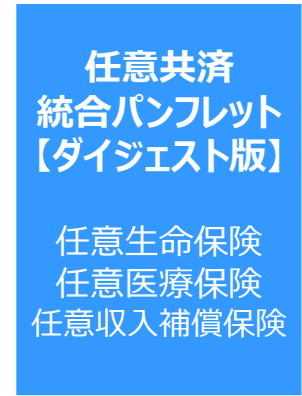 任意共済
統合パンフレット
【ダイジェスト版】
任意生命保険
任意医療保険
任意収入補償保険